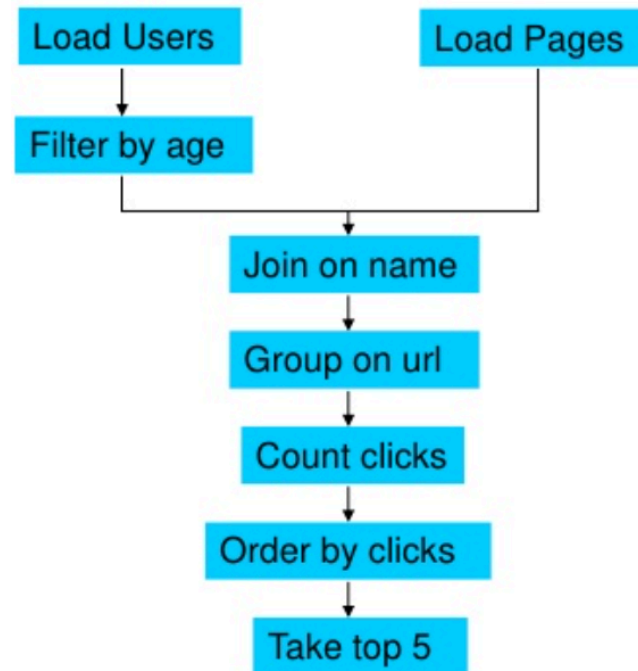 Load Users
Load Pages
Filter by age
Join on name
Group on url
Count clicks
Order by clicks
Take top 5